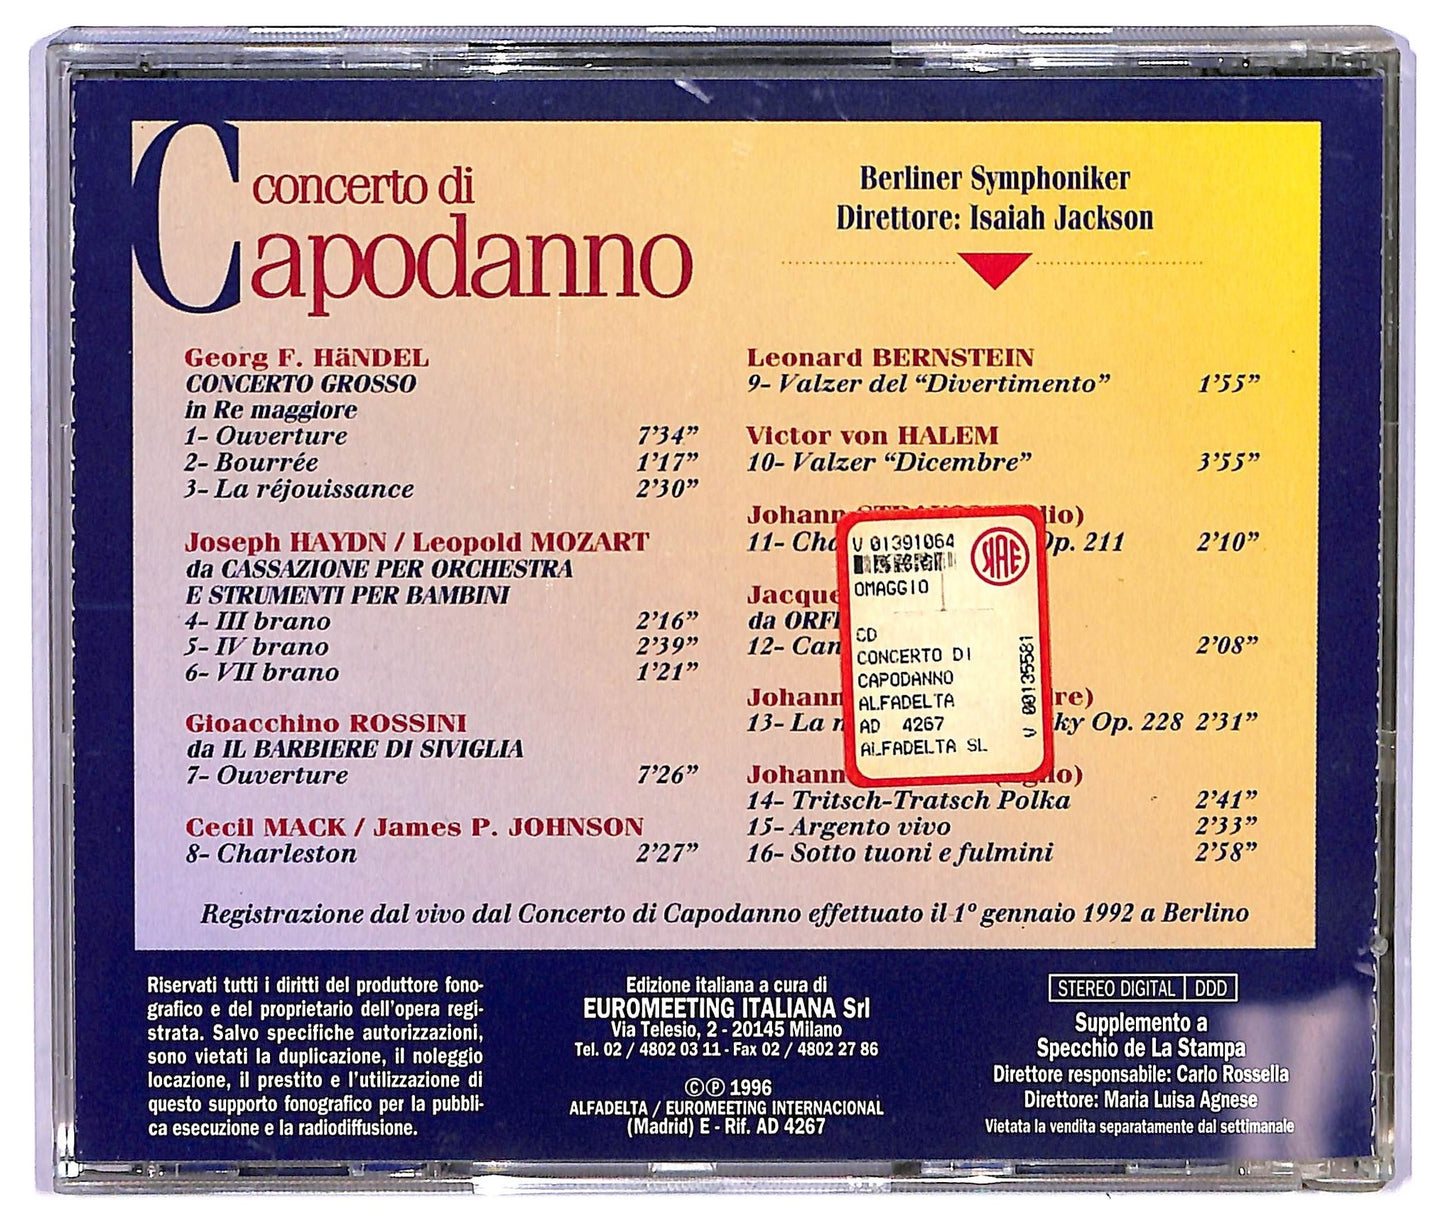 Concerto di
Capodanno
Berliner Symphoniker
Direttore: Isaiah Jackson
Georg F. HäNDEL
CONCERTO GROSSO
in Re maggiore
1- Ouverture 7'34"
2- Bourrée 1'17"
3- La réjouissance 2'30"
Joseph HAYDN / Leopold MOZART
da CASSAZIONE PER ORCHESTRA
E STRUMENTI PER BAMBINI
4- III brano 2'16"
5- IV brano 2'39"
6- VII brano 1'21"
Gioacchino ROSSINI
da IL BARBIERE DI SIVIGLIA
7- Ouverture 7'26"
Cecil MACK / James P. JOHNSON
8- Charleston 2'27"
Leonard BERNSTEIN
9- Valzer del "Divertimento" 1'55"
Victor von HALEM
10- Valzer "Dicembre" 3'55"
Johann
11- Op. 211 2'10"
da
12- 2'08"
Johann
13- La Op. 228 2'31"
Johann
14- Tritsch-Tratsch Polka 2'41"
15- Argento vivo 2'33"
16- Sotto tuoni e fulmini 2'58"
V 01391064
OMAGGIO
CD
CONCERTO DI
CAPODANNO
ALFADELTA
AD 4267
ALFADELTA SL
V 00135581
Registrazione dal vivo dal Concerto di Capodanno effettuato il 1° gennaio 1992 a Berlino
Riservati tutti i diritti del produttore fono-
grafico e del proprietario dell'opera regi-
strata. Salvo specifiche autorizzazioni,
sono vietati la duplicazione, il noleggio
locazione, il prestito e l'utilizzazione di
questo supporto fonografico per la pubbli-
ca esecuzione e la radiodiffusione.
Edizione italiana a cura di
EUROMEETING ITALIANA Srl
Via Telesio, 2 - 20145 Milano
Tel. 02 / 4802 03 11 - Fax 02 / 4802 27 86
©℗ 1996
ALFADELTA / EUROMEETING INTERNACIONAL
(Madrid) E - Rif. AD 4267
STEREO DIGITAL DDD
Supplemento a
Specchio de La Stampa
Direttore responsabile: Carlo Rossella
Direttore: Maria Luisa Agnese
Vietata la vendita separatamente dal settimanale